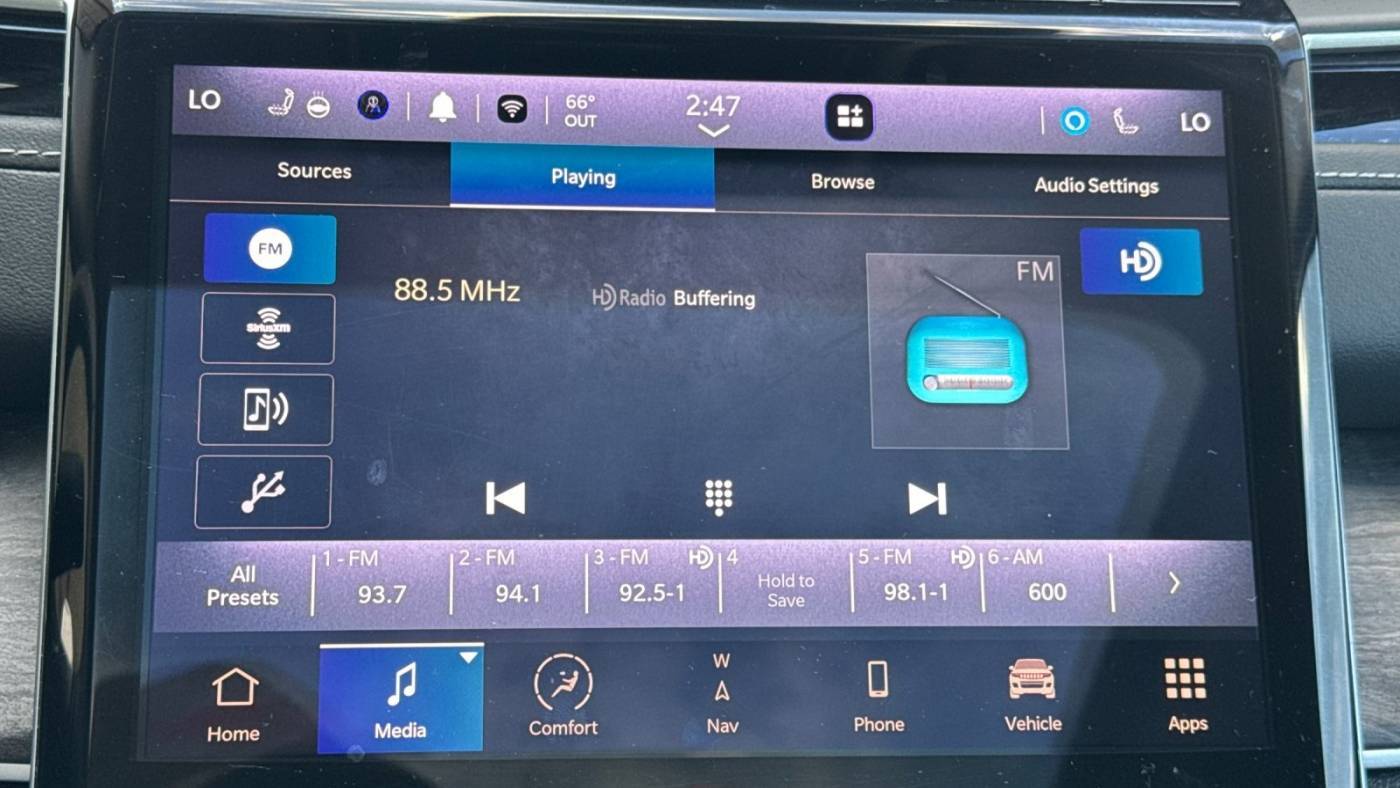 LO
66°
OUT
2:47
LO
Sources
Playing
Browse
Audio Settings
FM
88.5 MHz
HD Radio Buffering
FM
HD
SiriusXM
All
Presets
1 - FM
93.7
2 - FM
94.1
3 - FM HD
92.5-1
4
Hold to
Save
5 - FM HD
98.1-1
6 - AM
600
Home
Media
Comfort
W
Nav
Phone
Vehicle
Apps